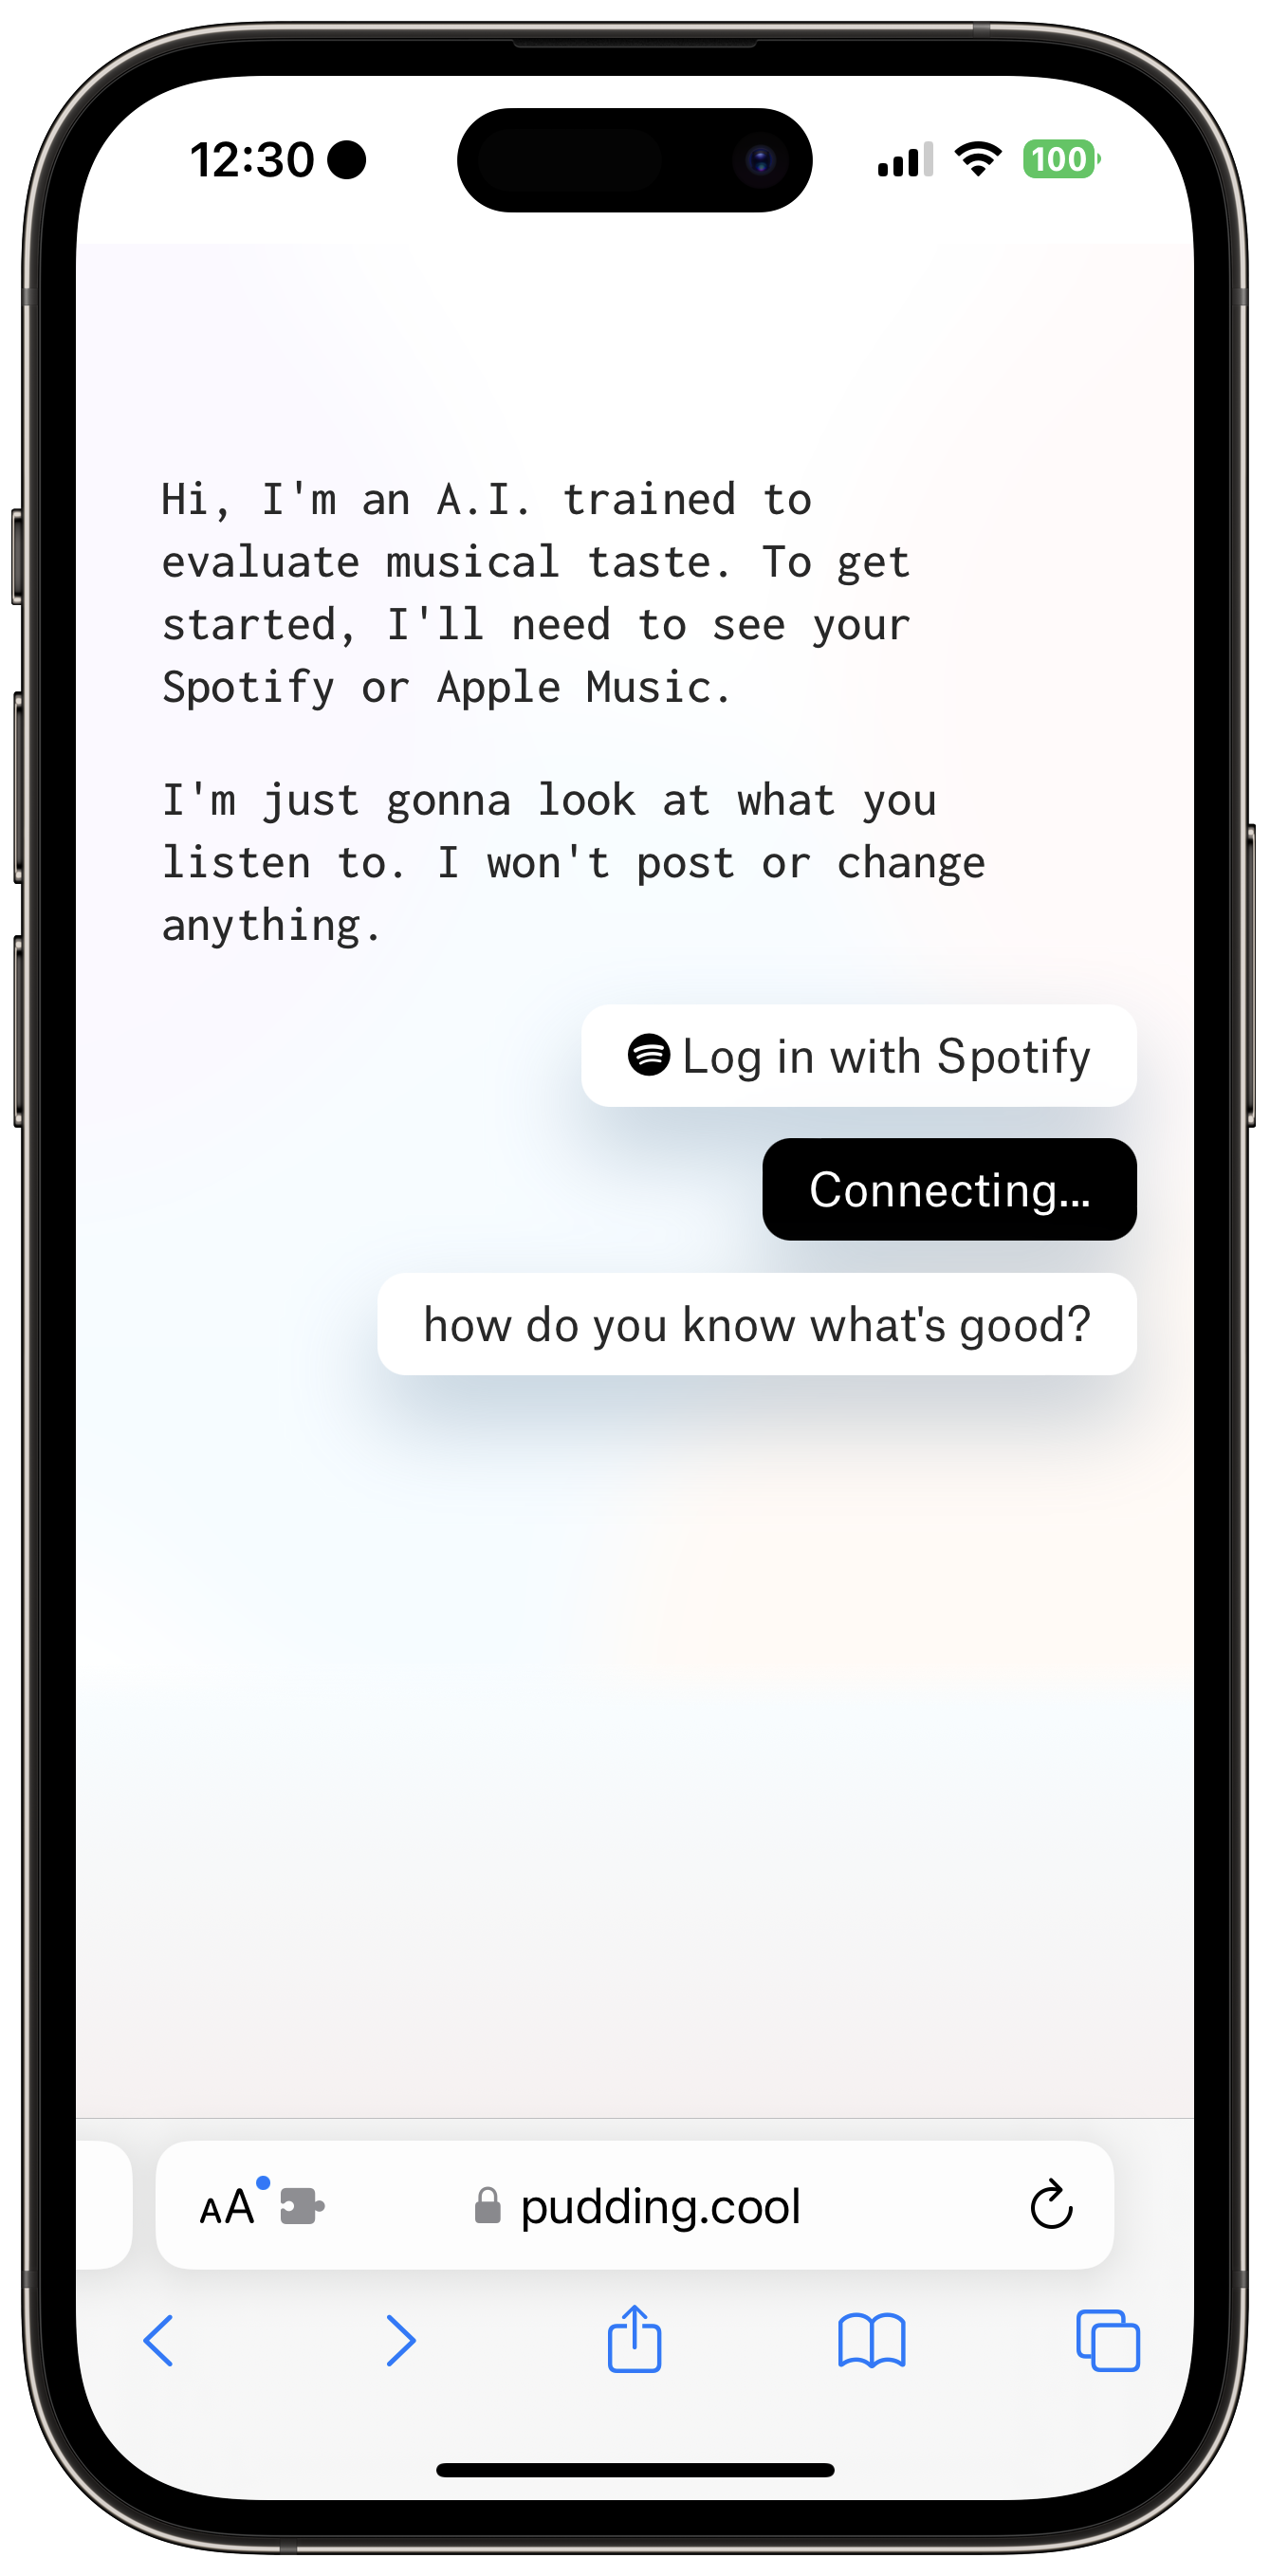 12:30
100
Hi, I'm an A.I. trained to
evaluate musical taste. To get
started, I'll need to see your
Spotify or Apple Music.
I'm just gonna look at what you
listen to. I won't post or change
anything.
Log in with Spotify
Connecting...
how do you know what's good?
AA
pudding.cool